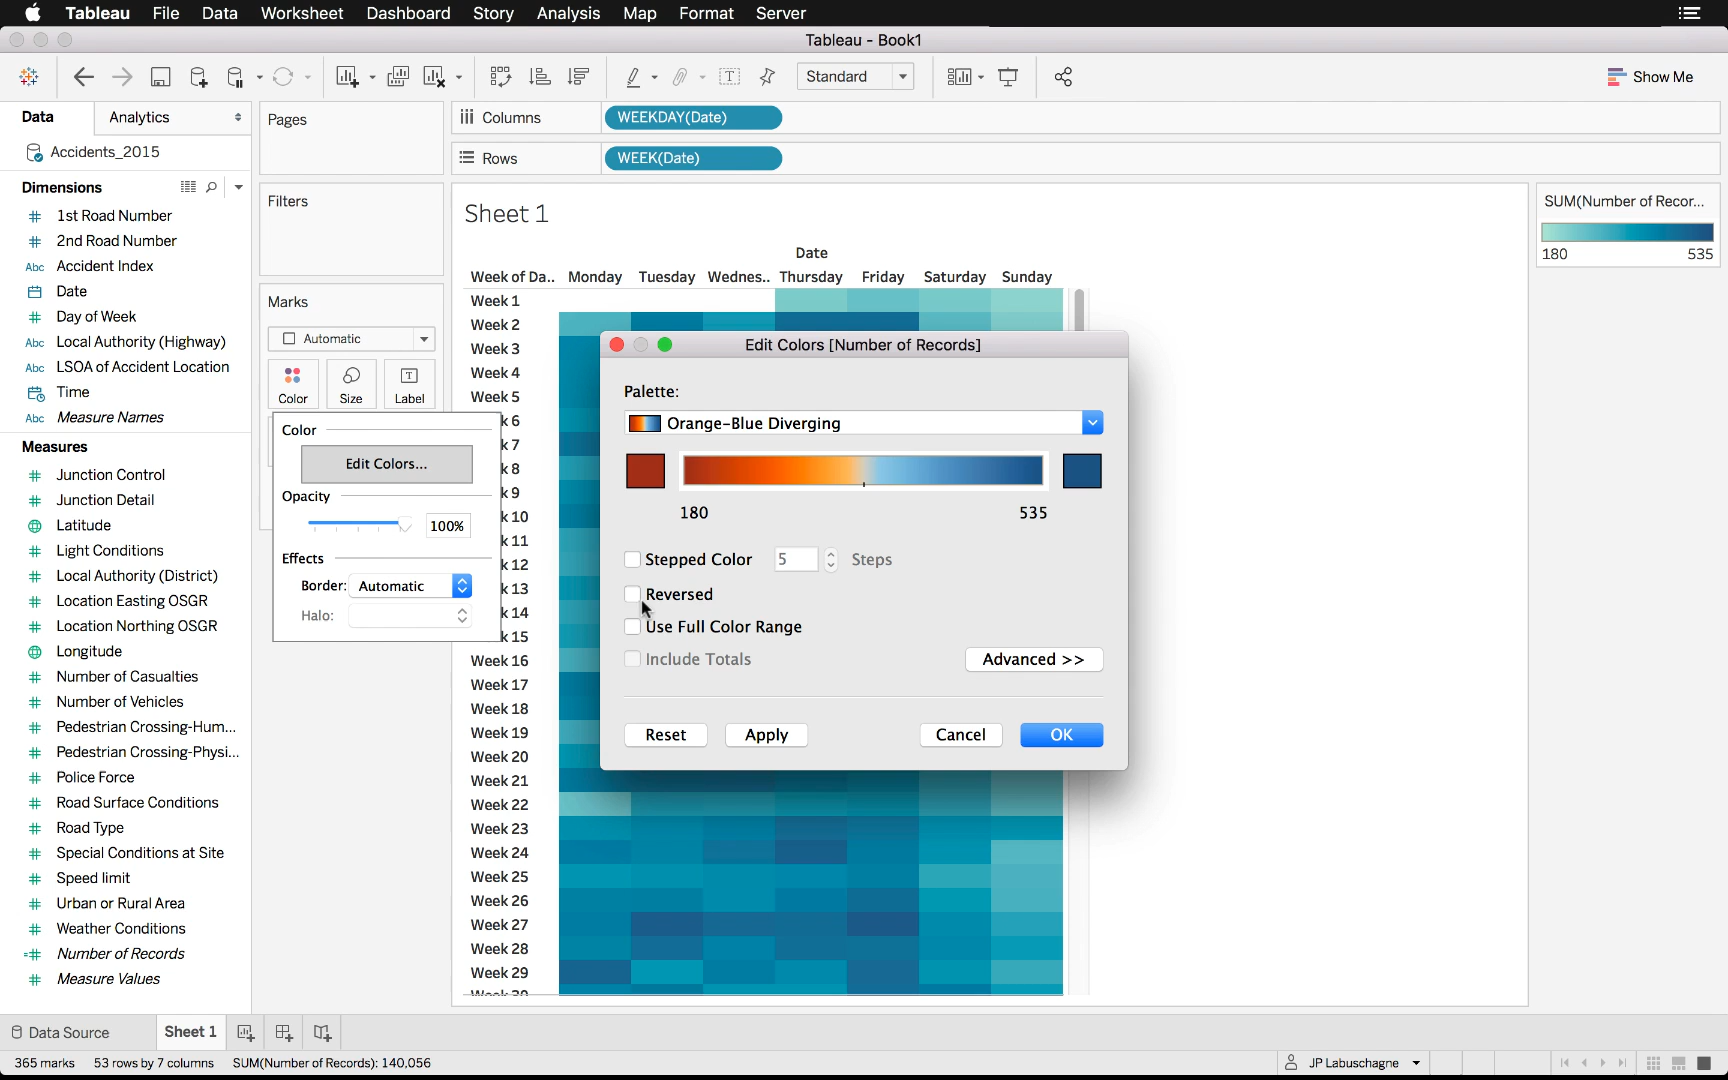 Tableau File Data Worksheet Dashboard Story Analysis Map Format Server
Tableau - Book1
Standard
Show Me
Data Analytics
Accidents_2015
Dimensions
1st Road Number
2nd Road Number
Abc Accident Index
Date
Day of Week
Abc Local Authority (Highway)
Abc LSOA of Accident Location
Time
Abc Measure Names
Measures
Junction Control
Junction Detail
Latitude
Light Conditions
Local Authority (District)
Location Easting OSGR
Location Northing OSGR
Longitude
Number of Casualties
Number of Vehicles
Pedestrian Crossing-Hum...
Pedestrian Crossing-Physi...
Police Force
Road Surface Conditions
Road Type
Special Conditions at Site
Speed limit
Urban or Rural Area
Weather Conditions
Number of Records
Measure Values
Pages
Filters
Marks
Automatic
Color Size Label
Color
Edit Colors...
Opacity
100%
Effects
Border: Automatic
Halo:
Columns WEEKDAY(Date)
Rows WEEK(Date)
Sheet 1
Date
Week of Da.. Monday Tuesday Wednes.. Thursday Friday Saturday Sunday
Week 1
Week 2
Week 3
Week 4
Week 5
k 6
k 7
k 8
k 9
k 10
k 11
k 12
k 13
k 14
k 15
Week 16
Week 17
Week 18
Week 19
Week 20
Week 21
Week 22
Week 23
Week 24
Week 25
Week 26
Week 27
Week 28
Week 29
Week 30
Edit Colors [Number of Records]
Palette:
Orange-Blue Diverging
180 535
Stepped Color 5 Steps
Reversed
Use Full Color Range
Include Totals Advanced >>
Reset Apply Cancel OK
SUM(Number of Recor...
180 535
Data Source Sheet 1
365 marks 53 rows by 7 columns SUM(Number of Records): 140,056
JP Labuschagne